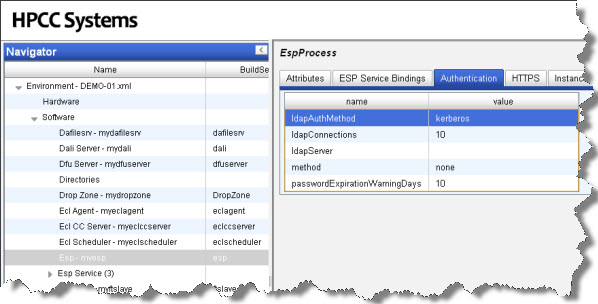 HPCC Systems
Navigator
Name BuildSe
Environment - DEMO-01.xml
Hardware
Software
Dafilesrv - mydafilesrv dafilesrv
Dali Server - mydali dali
Dfu Server - mydfuserver dfuserver
Directories
Drop Zone - mydropzone DropZone
Ecl Agent - myeclagent eclagent
Ecl CC Server - myeclccserver eclccserver
Ecl Scheduler - myeclscheduler eclscheduler
Esp - myesp esp
Esp Service (3)
EspProcess
Attributes ESP Service Bindings Authentication HTTPS Instanc
name value
ldapAuthMethod kerberos
ldapConnections 10
ldapServer
method none
passwordExpirationWarningDays 10